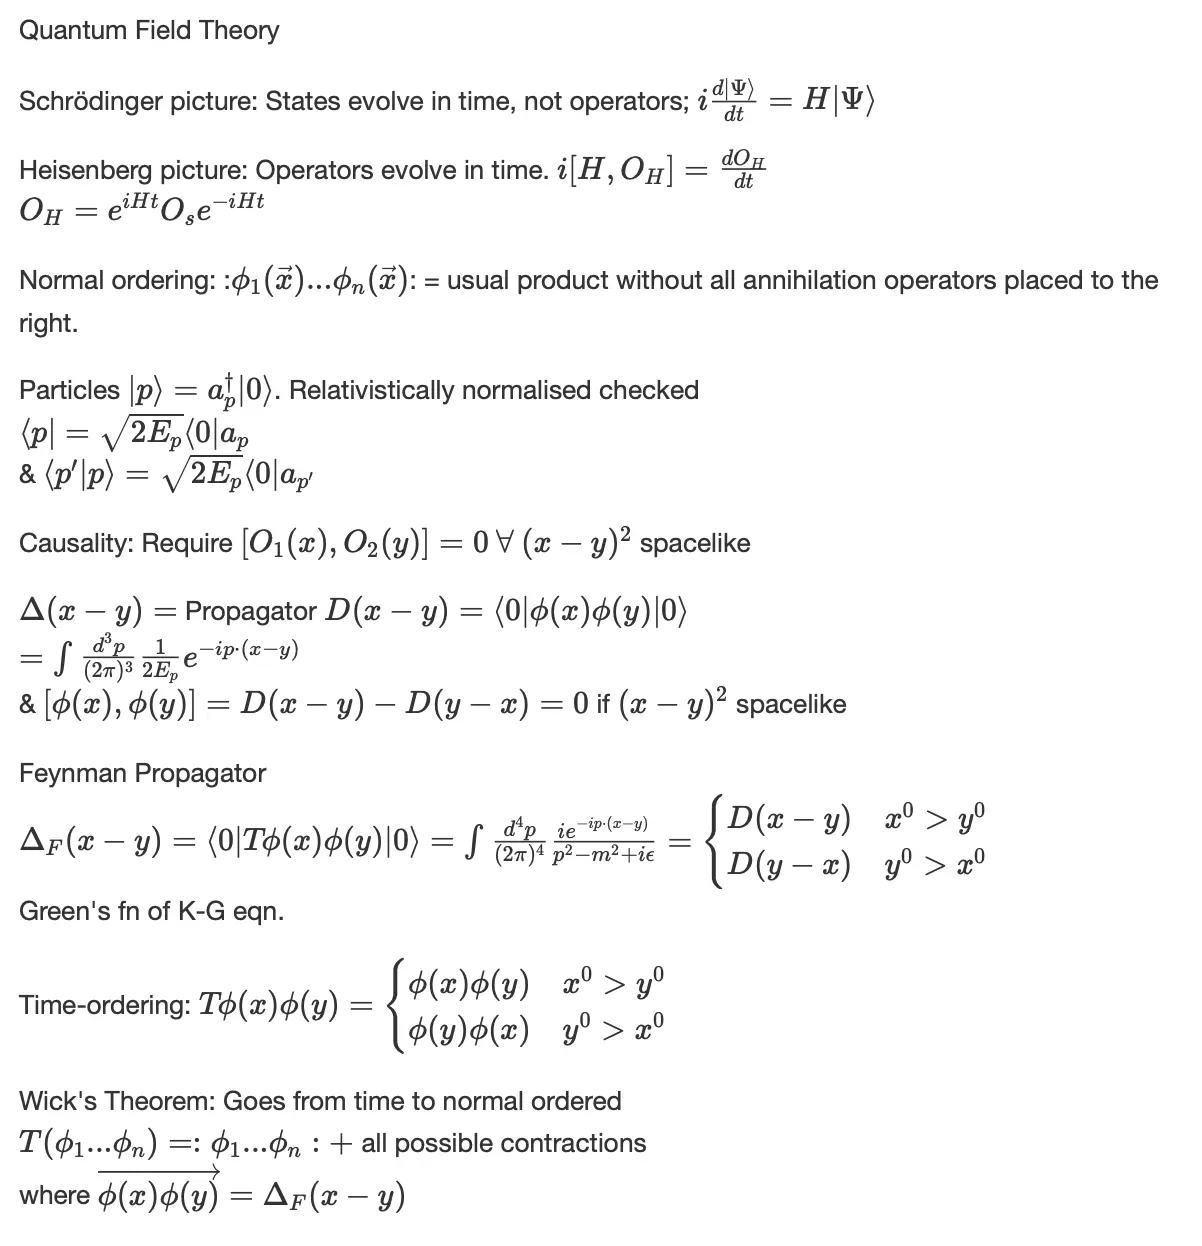 Quantum Field Theory
Schrödinger picture: States evolve in time, not operators; $i\frac{d|\Psi\rangle}{dt} = H|\Psi\rangle$
Heisenberg picture: Operators evolve in time. $i[H, O_H] = \frac{dO_H}{dt}$
$O_H = e^{iHt}O_s e^{-iHt}$
Normal ordering: :$\phi_1(\vec{x})...\phi_n(\vec{x})$: = usual product without all annihilation operators placed to the
right.
Particles $|p\rangle = a_p^\dagger|0\rangle$. Relativistically normalised checked
$\langle p| = \sqrt{2E_p}\langle 0|a_p$
& $\langle p'|p\rangle = \sqrt{2E_p}\langle 0|a_{p'}$
Causality: Require $[O_1(x), O_2(y)] = 0\,\forall\,(x-y)^2$ spacelike
$\Delta(x-y) =$ Propagator $D(x-y) = \langle 0|\phi(x)\phi(y)|0\rangle$
$= \int \frac{d^3p}{(2\pi)^3}\frac{1}{2E_p}e^{-ip\cdot(x-y)}$
& $[\phi(x), \phi(y)] = D(x-y) - D(y-x) = 0$ if $(x-y)^2$ spacelike
Feynman Propagator
$\Delta_F(x-y) = \langle 0|T\phi(x)\phi(y)|0\rangle = \int \frac{d^4p}{(2\pi)^4}\frac{ie^{-ip\cdot(x-y)}}{p^2-m^2+i\epsilon} = \begin{cases} D(x-y) & x^0 > y^0 \\ D(y-x) & y^0 > x^0 \end{cases}$
Green's fn of K-G eqn.
Time-ordering: $T\phi(x)\phi(y) = \begin{cases} \phi(x)\phi(y) & x^0 > y^0 \\ \phi(y)\phi(x) & y^0 > x^0 \end{cases}$
Wick's Theorem: Goes from time to normal ordered
$T(\phi_1...\phi_n) =: \phi_1...\phi_n : +$ all possible contractions
where $\overrightarrow{\phi(x)\phi(y)} = \Delta_F(x-y)$